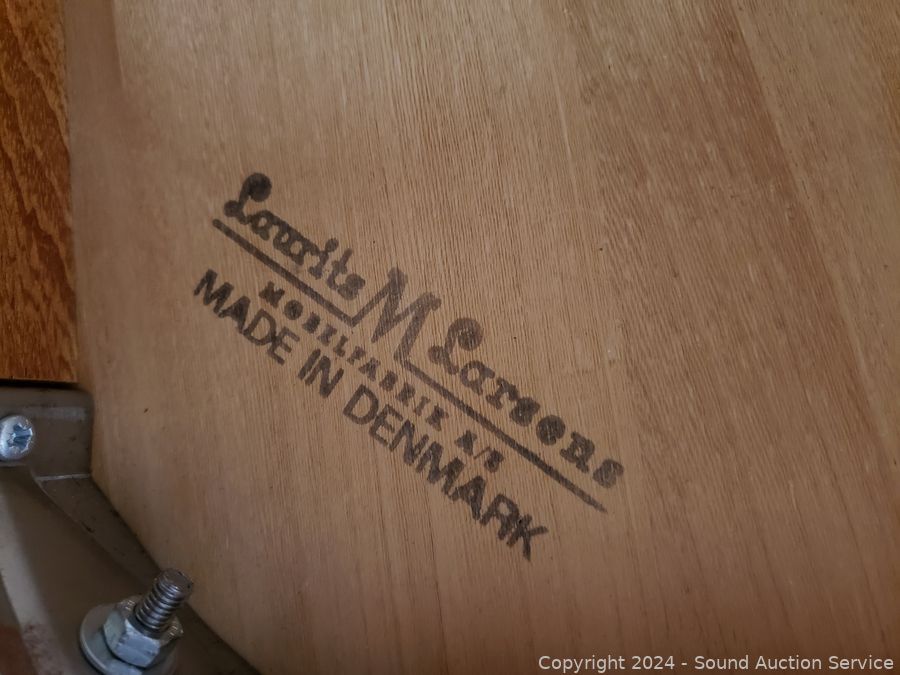 Laurits M Larsens
MØBELFABRIK A/S
MADE IN DENMARK
Copyright 2024 - Sound Auction Service